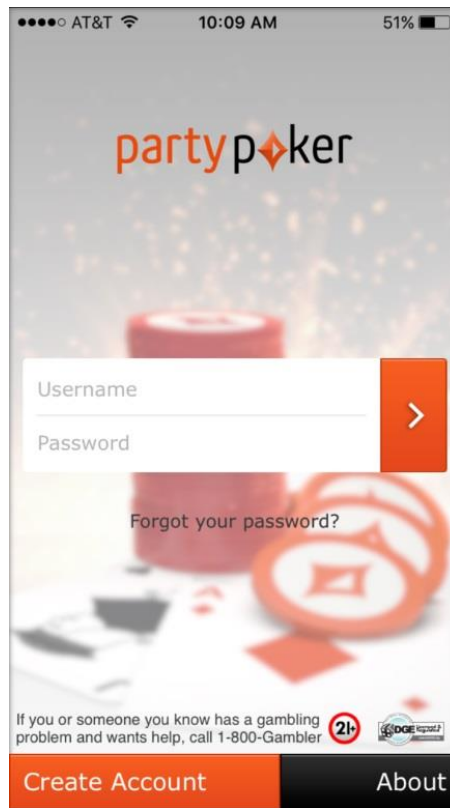 AT&T 10:09 AM 51%
partypoker
Username
Password
Forgot your password?
If you or someone you know has a gambling
problem and wants help, call 1-800-Gambler
21+
DGE
Create Account
About